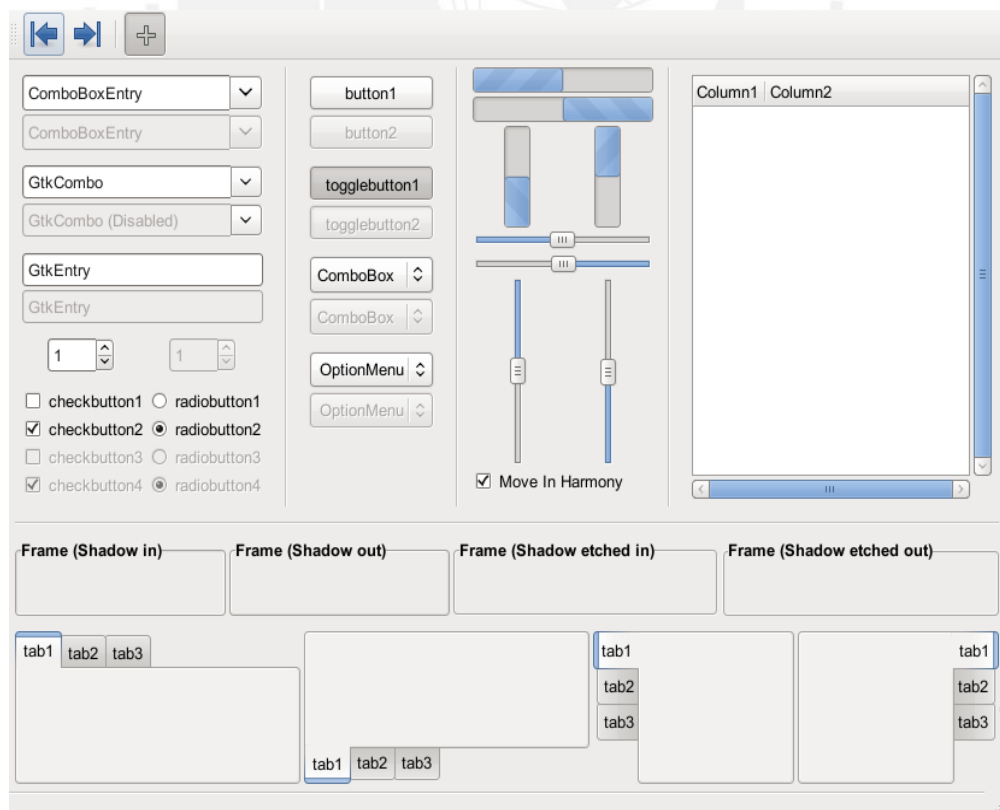 ComboBoxEntry
ComboBoxEntry
GtkCombo
GtkCombo (Disabled)
GtkEntry
GtkEntry
1 1
checkbutton1 radiobutton1
checkbutton2 radiobutton2
checkbutton3 radiobutton3
checkbutton4 radiobutton4
button1
button2
togglebutton1
togglebutton2
ComboBox
ComboBox
OptionMenu
OptionMenu
Move In Harmony
Column1 Column2
Frame (Shadow in) Frame (Shadow out) Frame (Shadow etched in) Frame (Shadow etched out)
tab1 tab2 tab3
tab1 tab2 tab3
tab1
tab2
tab3
tab1
tab2
tab3